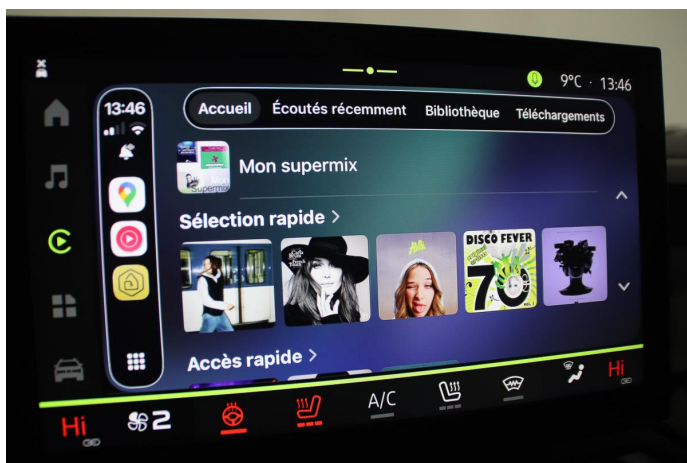 9°C · 13:46
13:46
Accueil Écoutés récemment Bibliothèque Téléchargements
Mon supermix
Sélection rapide >
DISCO FEVER
70
Accès rapide >
Hi 2 A/C Hi